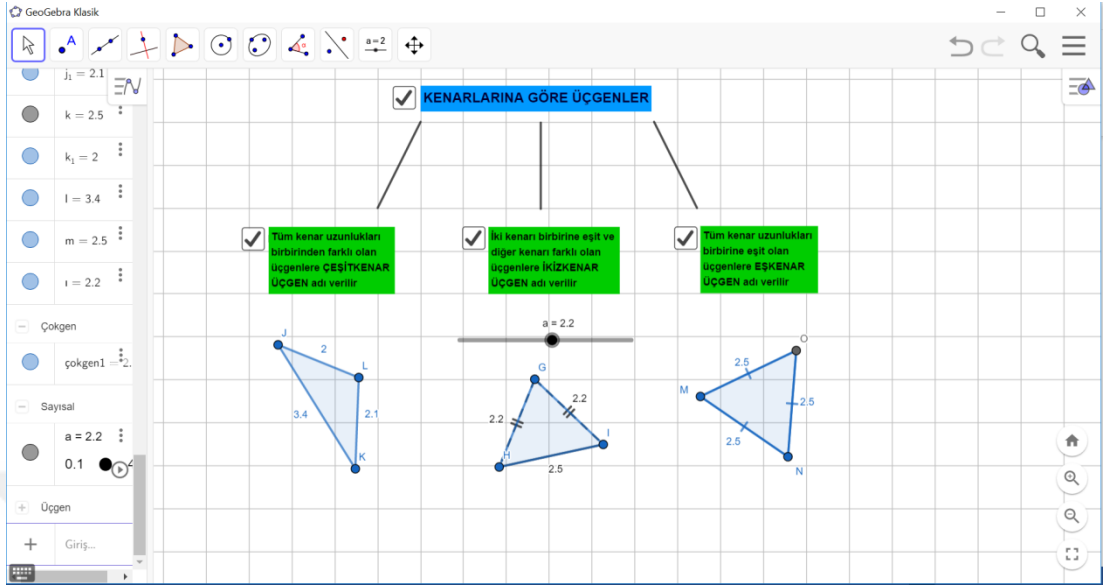 GeoGebra Klasik
A
α
a = 2
j₁ = 2.1
k = 2.5
k₁ = 2
l = 3.4
m = 2.5
ı = 2.2
Çokgen
çokgen1 = 2.
Sayısal
a = 2.2
0.1
Üçgen
Giriş...
KENARLARINA GÖRE ÜÇGENLER
Tüm kenar uzunlukları
birbirinden farklı olan
üçgenlere ÇEŞİTKENAR
ÜÇGEN adı verilir
İki kenarı birbirine eşit ve
diğer kenarı farklı olan
üçgenlere İKİZKENAR
ÜÇGEN adı verilir
Tüm kenar uzunlukları
birbirine eşit olan
üçgenlere EŞKENAR
ÜÇGEN adı verilir
J
2
L
3.4
2.1
K
a = 2.2
G
2.2
2.2
I
H
2.5
O
2.5
M
2.5
2.5
N